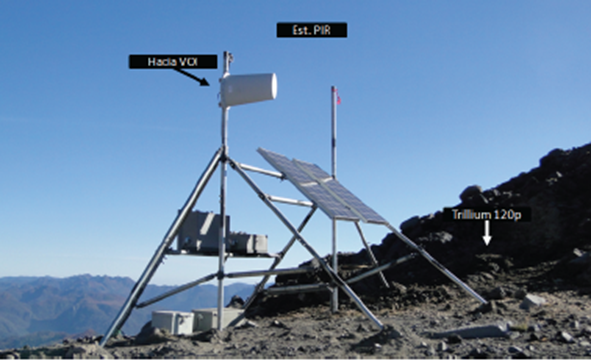 Est. PIR
Hacia VOI
Trillium 120p